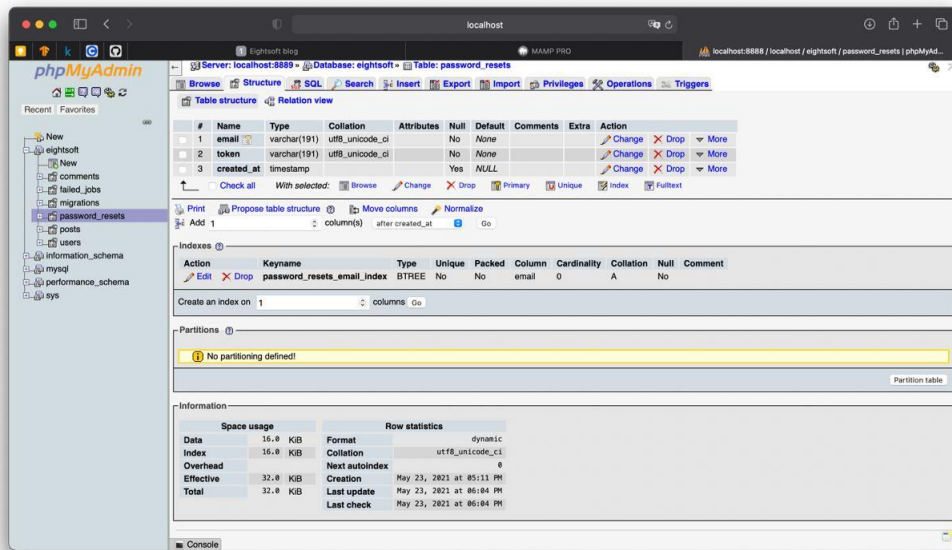 localhost
Eightsoft blog
MAMP PRO
localhost:8888 / localhost / eightsoft / password_resets | phpMyAd...
phpMyAdmin
Recent Favorites
New
eightsoft
New
comments
failed_jobs
migrations
password_resets
posts
users
information_schema
mysql
performance_schema
sys
Server: localhost:8889 » Database: eightsoft » Table: password_resets
Browse Structure SQL Search Insert Export Import Privileges Operations Triggers
Table structure Relation view
# Name Type Collation Attributes Null Default Comments Extra Action
1 email varchar(191) utf8_unicode_ci No None Change Drop More
2 token varchar(191) utf8_unicode_ci No None Change Drop More
3 created_at timestamp Yes NULL Change Drop More
Check all With selected: Browse Change Drop Primary Unique Index Fulltext
Print Propose table structure Move columns Normalize
Add 1 column(s) after created_at Go
Indexes
Action Keyname Type Unique Packed Column Cardinality Collation Null Comment
Edit Drop password_resets_email_index BTREE No No email 0 A No
Create an index on 1 columns Go
Partitions
No partitioning defined!
Partition table
Information
Space usage
Data 16.0 KiB
Index 16.0 KiB
Overhead
Effective 32.0 KiB
Total 32.0 KiB
Row statistics
Format dynamic
Collation utf8_unicode_ci
Next autoindex 0
Creation May 23, 2021 at 05:11 PM
Last update May 23, 2021 at 06:04 PM
Last check May 23, 2021 at 06:04 PM
Console